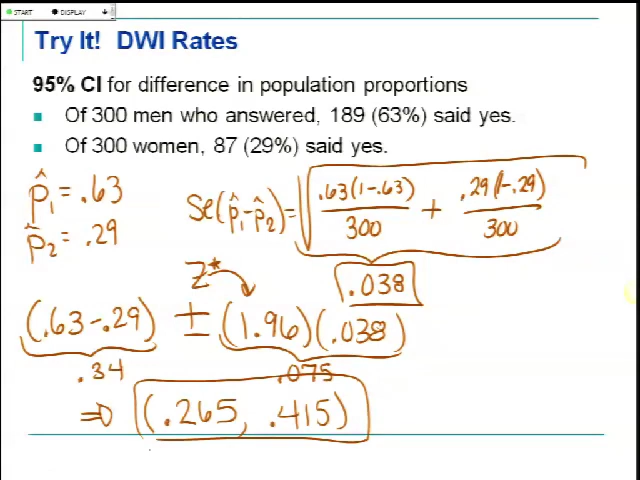 START DISPLAY
Try It! DWI Rates
95% CI for difference in population proportions
Of 300 men who answered, 189 (63%) said yes.
Of 300 women, 87 (29%) said yes.
p̂₁ = .63
p̂₂ = .29
se(p̂₁-p̂₂)= √ .63(1-.63)/300 + .29(1-.29)/300
.038
z*
(.63-.29) ± (1.96)(.038)
.34 .075
⇒ (.265, .415)